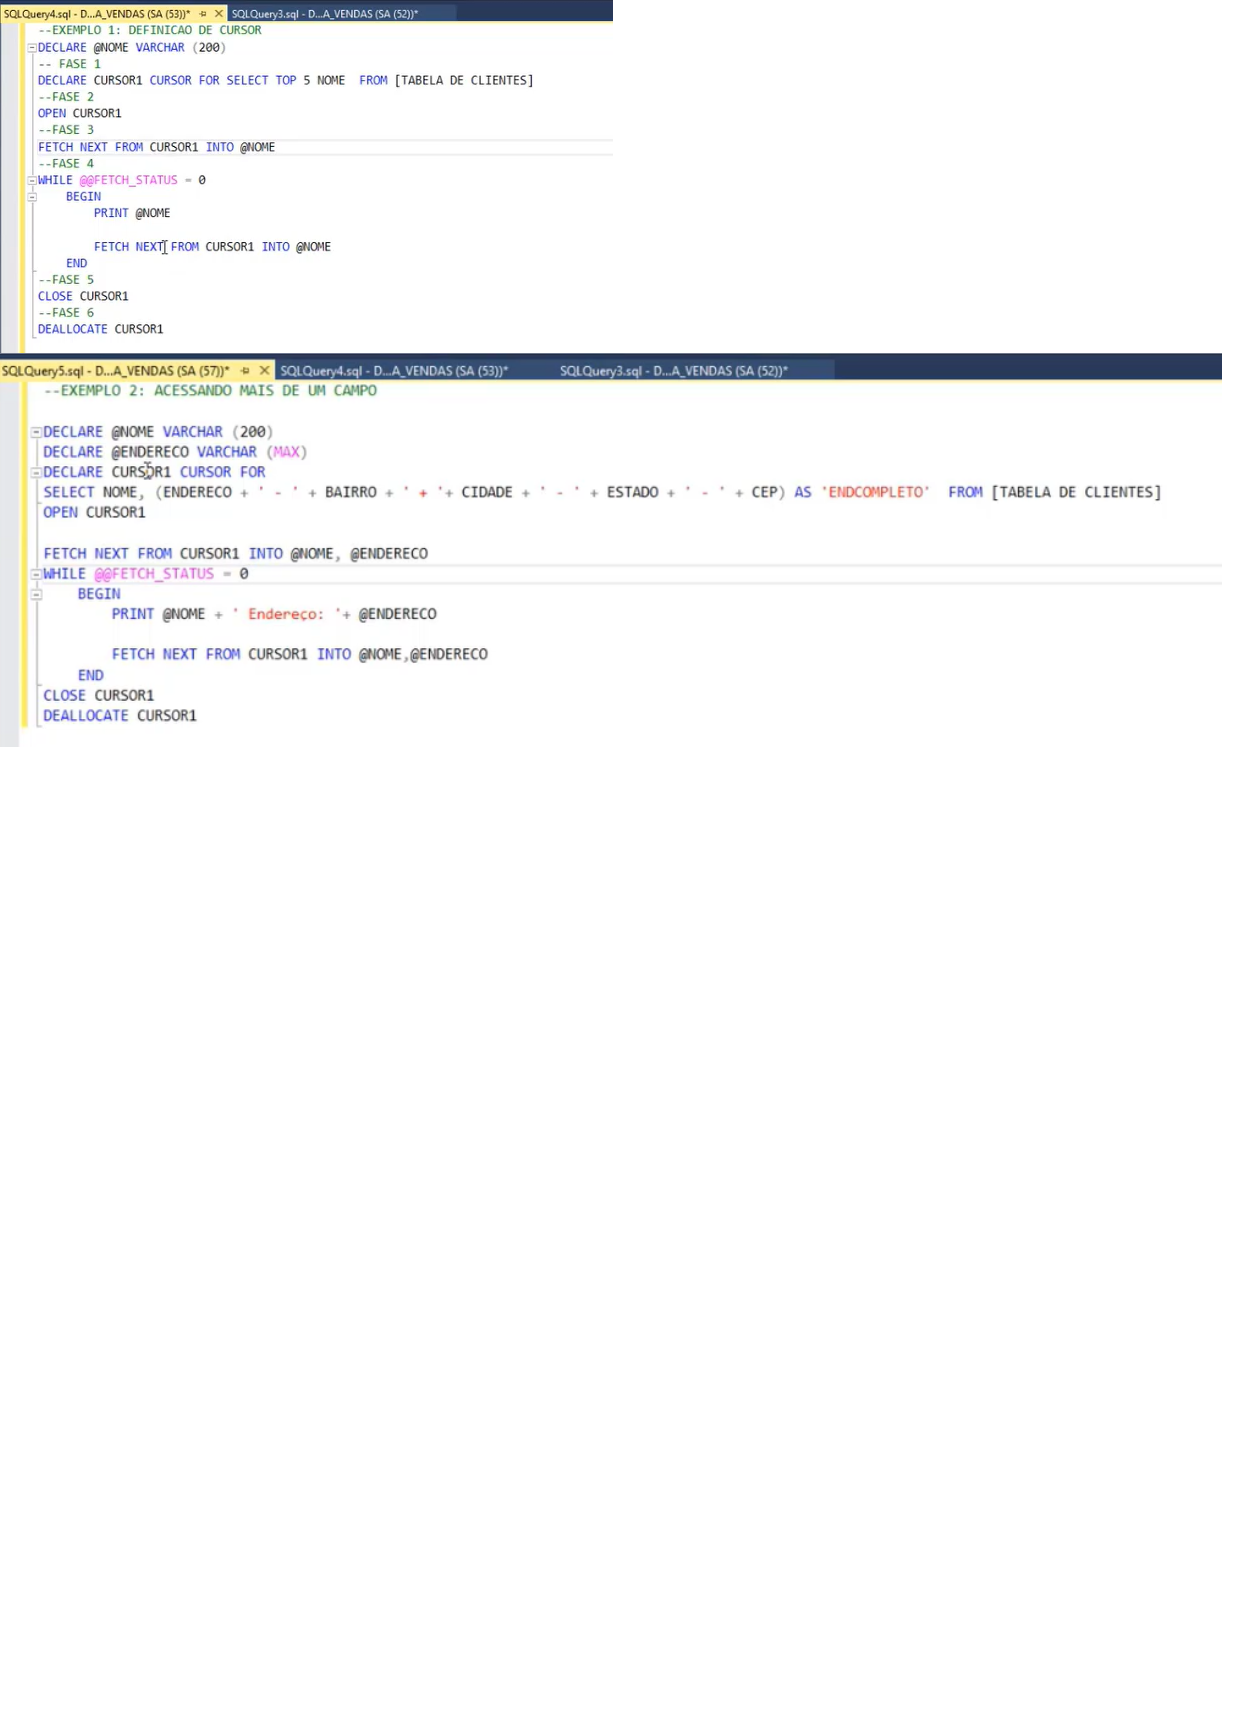 SQLQuery4.sql - D...A_VENDAS (SA (53))* SQLQuery3.sql - D...A_VENDAS (SA (52))*
--EXEMPLO 1: DEFINICAO DE CURSOR
DECLARE @NOME VARCHAR (200)
-- FASE 1
DECLARE CURSOR1 CURSOR FOR SELECT TOP 5 NOME  FROM [TABELA DE CLIENTES]
--FASE 2
OPEN CURSOR1
--FASE 3
FETCH NEXT FROM CURSOR1 INTO @NOME
--FASE 4
WHILE @@FETCH_STATUS = 0
BEGIN
PRINT @NOME
FETCH NEXT FROM CURSOR1 INTO @NOME
END
--FASE 5
CLOSE CURSOR1
--FASE 6
DEALLOCATE CURSOR1
SQLQuery5.sql - D...A_VENDAS (SA (57))* SQLQuery4.sql - D...A_VENDAS (SA (53))* SQLQuery3.sql - D...A_VENDAS (SA (52))*
--EXEMPLO 2: ACESSANDO MAIS DE UM CAMPO
DECLARE @NOME VARCHAR (200)
DECLARE @ENDERECO VARCHAR (MAX)
DECLARE CURSOR1 CURSOR FOR
SELECT NOME, (ENDERECO + ' - ' + BAIRRO + ' + '+ CIDADE + ' - ' + ESTADO + ' - ' + CEP) AS 'ENDCOMPLETO'  FROM [TABELA DE CLIENTES]
OPEN CURSOR1
FETCH NEXT FROM CURSOR1 INTO @NOME, @ENDERECO
WHILE @@FETCH_STATUS = 0
BEGIN
PRINT @NOME + ' Endereço: '+ @ENDERECO
FETCH NEXT FROM CURSOR1 INTO @NOME,@ENDERECO
END
CLOSE CURSOR1
DEALLOCATE CURSOR1